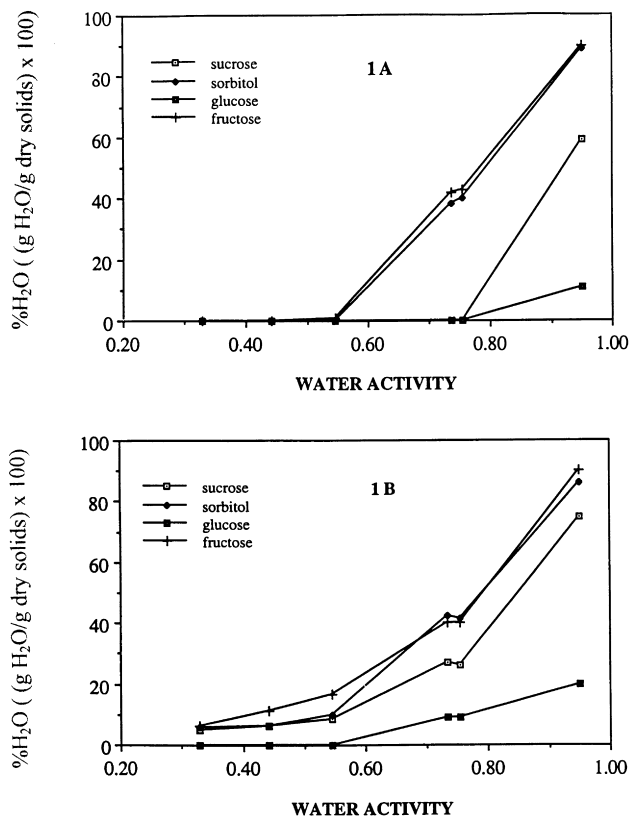 %H2O ( (g H2O/g dry solids) x 100)
100
80
60
40
20
0
sucrose
sorbitol
glucose
fructose
1A
0.20
0.40
0.60
0.80
1.00
WATER ACTIVITY
%H2O ( (g H2O/g dry solids) x 100)
100
80
60
40
20
0
sucrose
sorbitol
glucose
fructose
1B
0.20
0.40
0.60
0.80
1.00
WATER ACTIVITY